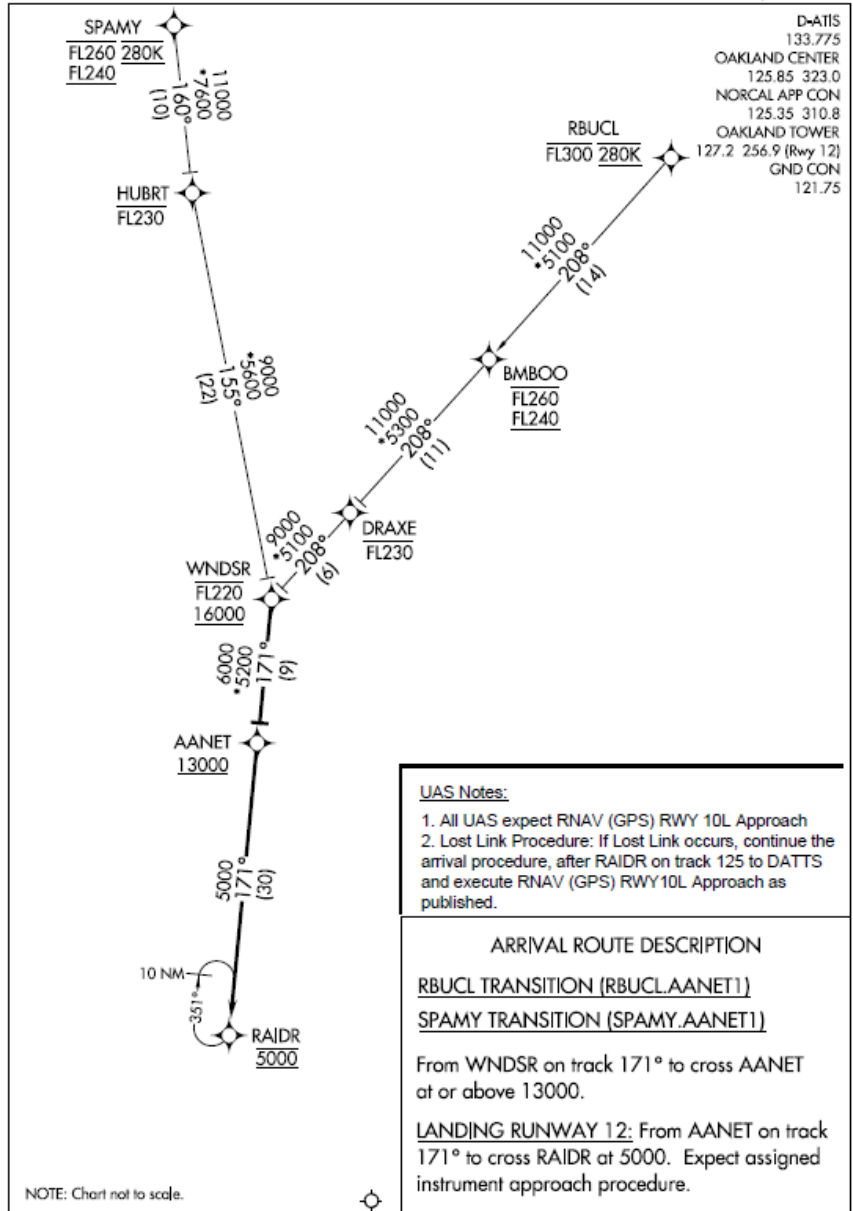 D-ATIS
133.775
OAKLAND CENTER
125.85 323.0
NORCAL APP CON
125.35 310.8
OAKLAND TOWER
127.2 256.9 (Rwy 12)
GND CON
121.75
SPAMY
FL260 280K
FL240
11000
*7600
160°
(10)
HUBRT
FL230
RBUCL
FL300 280K
11000
*5100
208°
(14)
BMBOO
FL260
FL240
9000
*5600
155°
(22)
11000
*5300
208°
(11)
DRAXE
FL230
9000
*5100
208°
(6)
WNDSR
FL220
16000
6000
*5200
171°
(9)
AANET
13000
5000
171°
(30)
10 NM
351°
RAIDR
5000
UAS Notes:
1. All UAS expect RNAV (GPS) RWY 10L Approach
2. Lost Link Procedure: If Lost Link occurs, continue the
arrival procedure, after RAIDR on track 125 to DATTS
and execute RNAV (GPS) RWY10L Approach as
published.
ARRIVAL ROUTE DESCRIPTION
RBUCL TRANSITION (RBUCL.AANET1)
SPAMY TRANSITION (SPAMY.AANET1)
From WNDSR on track 171° to cross AANET
at or above 13000.
LANDING RUNWAY 12: From AANET on track
171° to cross RAIDR at 5000. Expect assigned
instrument approach procedure.
NOTE: Chart not to scale.